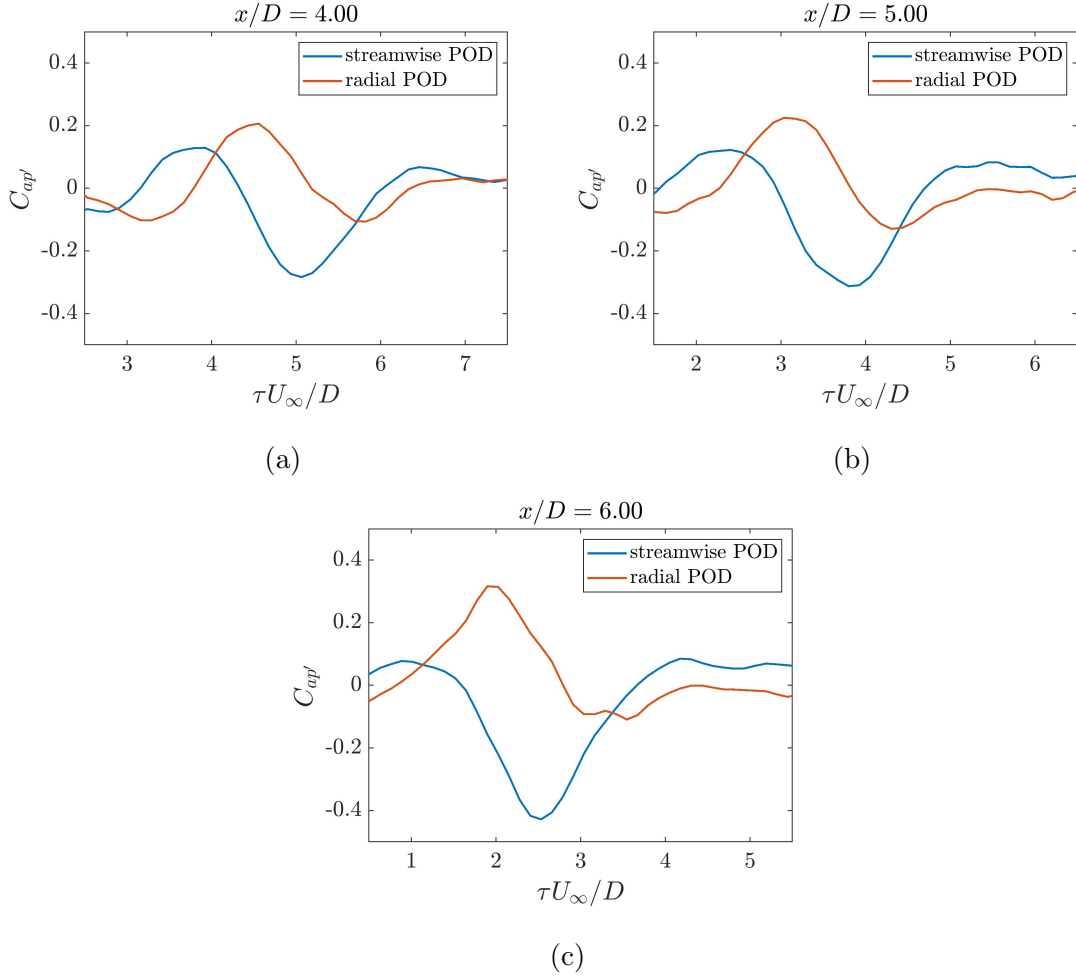 x/D = 4.00
streamwise POD
radial POD
0.4
0.2
0
-0.2
-0.4
C_{ap'}
3 4 5 6 7
τU_∞/D
(a)
x/D = 5.00
streamwise POD
radial POD
0.4
0.2
0
-0.2
-0.4
C_{ap'}
2 3 4 5 6
τU_∞/D
(b)
x/D = 6.00
streamwise POD
radial POD
0.4
0.2
0
-0.2
-0.4
C_{ap'}
1 2 3 4 5
τU_∞/D
(c)